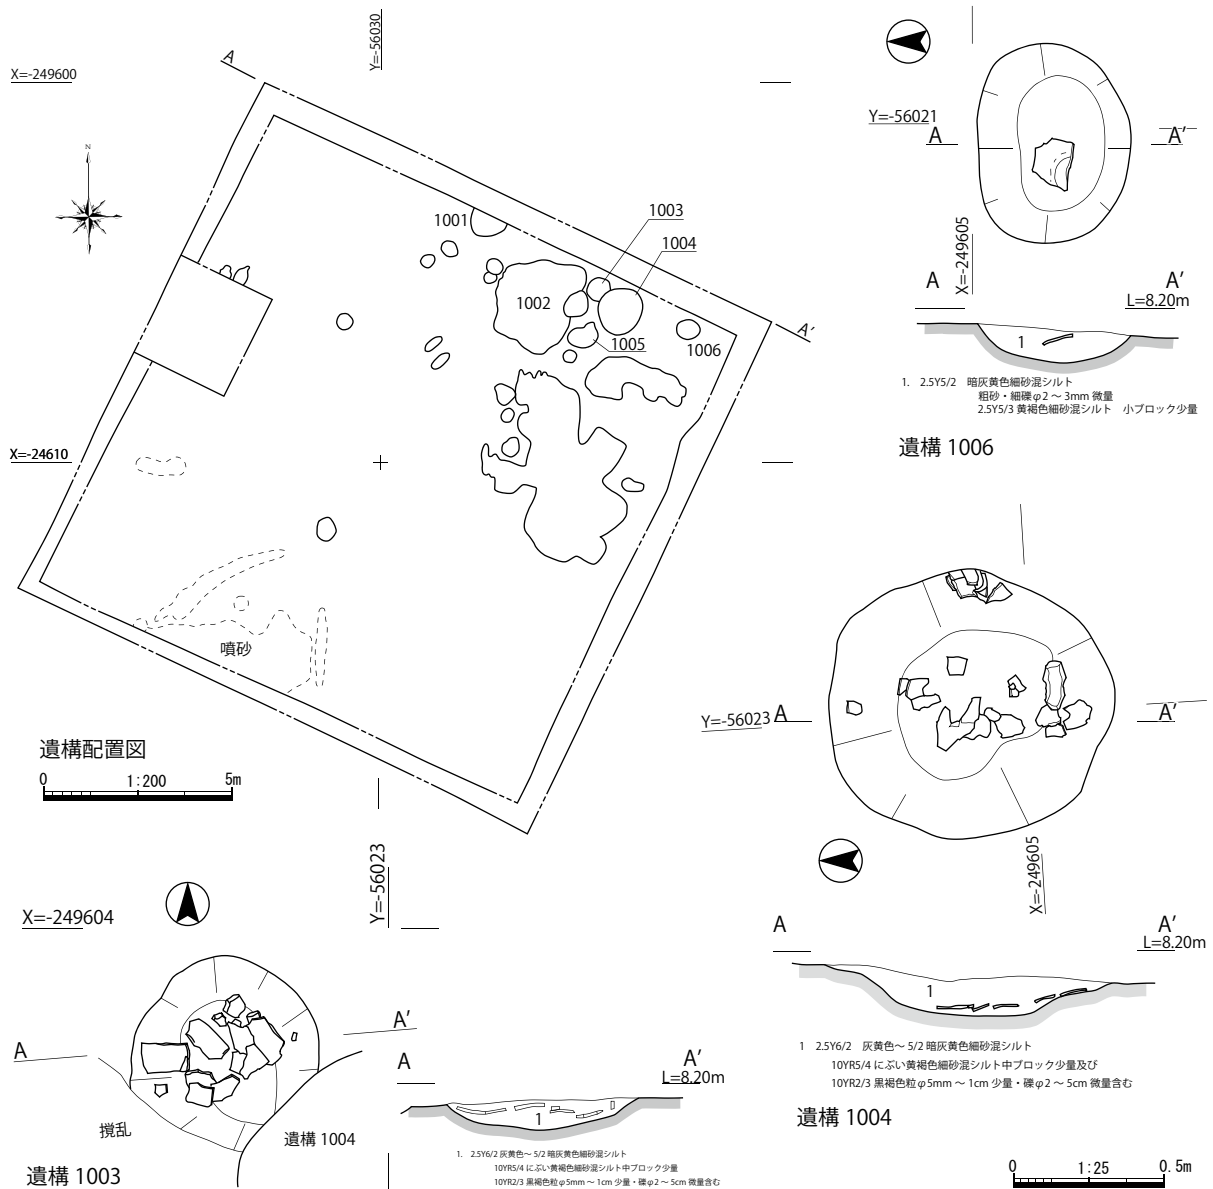 Y=-56030
X=-249600
A
N
1001
1003
1004
1002
1005
1006
A'
X=-24610
噴砂
遺構配置図
0 1:200 5m
Y=-56021
A
A'
X=-249605
A
A'
L=8.20m
1
1. 2.5Y5/2 暗灰黄色細砂混シルト
粗砂・細礫φ2～3mm 微量
2.5Y5/3 黄褐色細砂混シルト 小ブロック少量
遺構 1006
Y=-56023
A
A'
X=-249605
A
A'
L=8.20m
1
1 2.5Y6/2 灰黄色～5/2 暗灰黄色細砂混シルト
10YR5/4 にぶい黄褐色細砂混シルト中ブロック少量及び
10YR2/3 黒褐色粒φ5mm～1cm 少量・礫φ2～5cm 微量含む
遺構 1004
0 1:25 0.5m
X=-249604
Y=-56023
A
A'
撹乱
遺構 1004
遺構 1003
A
A'
L=8.20m
1
1. 2.5Y6/2 灰黄色～5/2 暗灰黄色細砂混シルト
10YR5/4 にぶい黄褐色細砂混シルト中ブロック少量
10YR2/3 黒褐色粒φ5mm～1cm 少量・礫φ2～5cm 微量含む